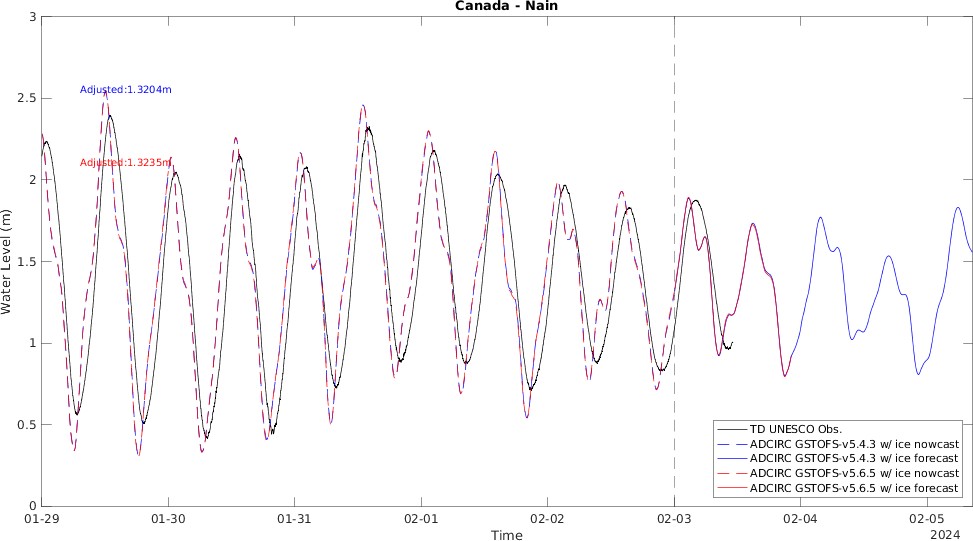 Canada - Nain
3
2.5
2
1.5
1
0.5
0
Water Level (m)
Adjusted:1.3204m
Adjusted:1.3235m
TD UNESCO Obs.
ADCIRC GSTOFS-v5.4.3 w/ ice nowcast
ADCIRC GSTOFS-v5.4.3 w/ ice forecast
ADCIRC GSTOFS-v5.6.5 w/ ice nowcast
ADCIRC GSTOFS-v5.6.5 w/ ice forecast
01-29 01-30 01-31 02-01 02-02 02-03 02-04 02-05
Time
2024